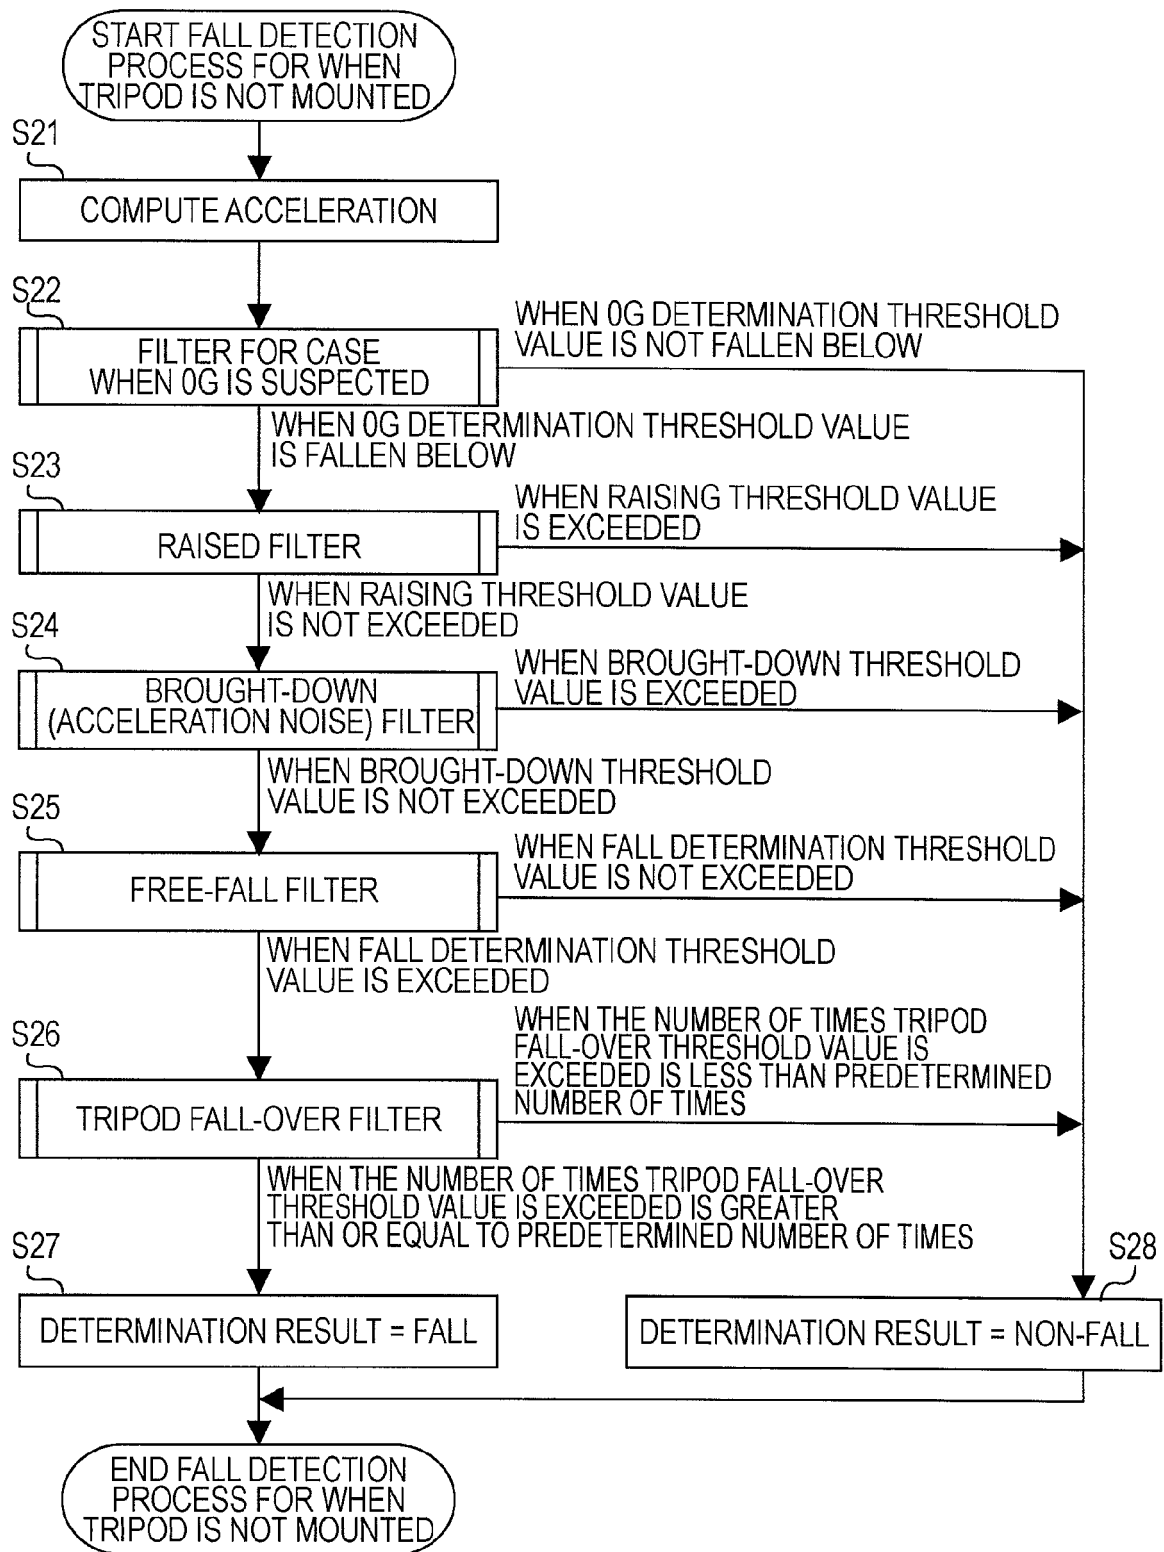 START FALL DETECTION
PROCESS FOR WHEN
TRIPOD IS NOT MOUNTED
S21
COMPUTE ACCELERATION
S22
FILTER FOR CASE
WHEN 0G IS SUSPECTED
WHEN 0G DETERMINATION THRESHOLD
VALUE IS NOT FALLEN BELOW
WHEN 0G DETERMINATION THRESHOLD VALUE
IS FALLEN BELOW
S23
RAISED FILTER
WHEN RAISING THRESHOLD VALUE
IS EXCEEDED
WHEN RAISING THRESHOLD VALUE
IS NOT EXCEEDED
S24
BROUGHT-DOWN
(ACCELERATION NOISE) FILTER
WHEN BROUGHT-DOWN THRESHOLD
VALUE IS EXCEEDED
WHEN BROUGHT-DOWN THRESHOLD
VALUE IS NOT EXCEEDED
S25
FREE-FALL FILTER
WHEN FALL DETERMINATION THRESHOLD
VALUE IS NOT EXCEEDED
WHEN FALL DETERMINATION THRESHOLD
VALUE IS EXCEEDED
S26
TRIPOD FALL-OVER FILTER
WHEN THE NUMBER OF TIMES TRIPOD
FALL-OVER THRESHOLD VALUE IS
EXCEEDED IS LESS THAN PREDETERMINED
NUMBER OF TIMES
WHEN THE NUMBER OF TIMES TRIPOD FALL-OVER
THRESHOLD VALUE IS EXCEEDED IS GREATER
THAN OR EQUAL TO PREDETERMINED NUMBER OF TIMES
S27
DETERMINATION RESULT = FALL
S28
DETERMINATION RESULT = NON-FALL
END FALL DETECTION
PROCESS FOR WHEN
TRIPOD IS NOT MOUNTED